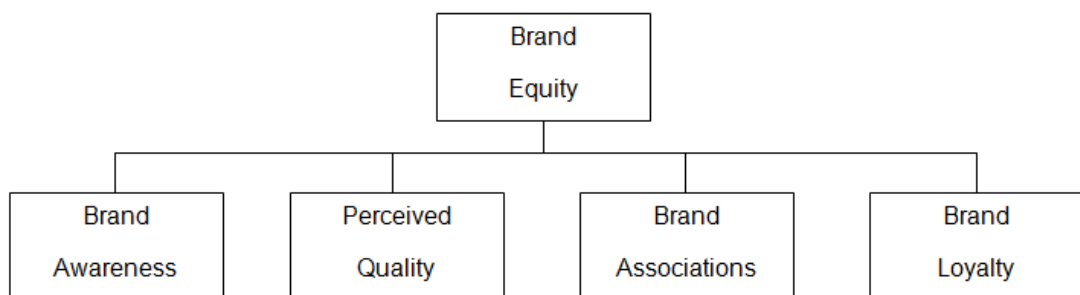 Brand
Equity
Brand
Awareness
Perceived
Quality
Brand
Associations
Brand
Loyalty